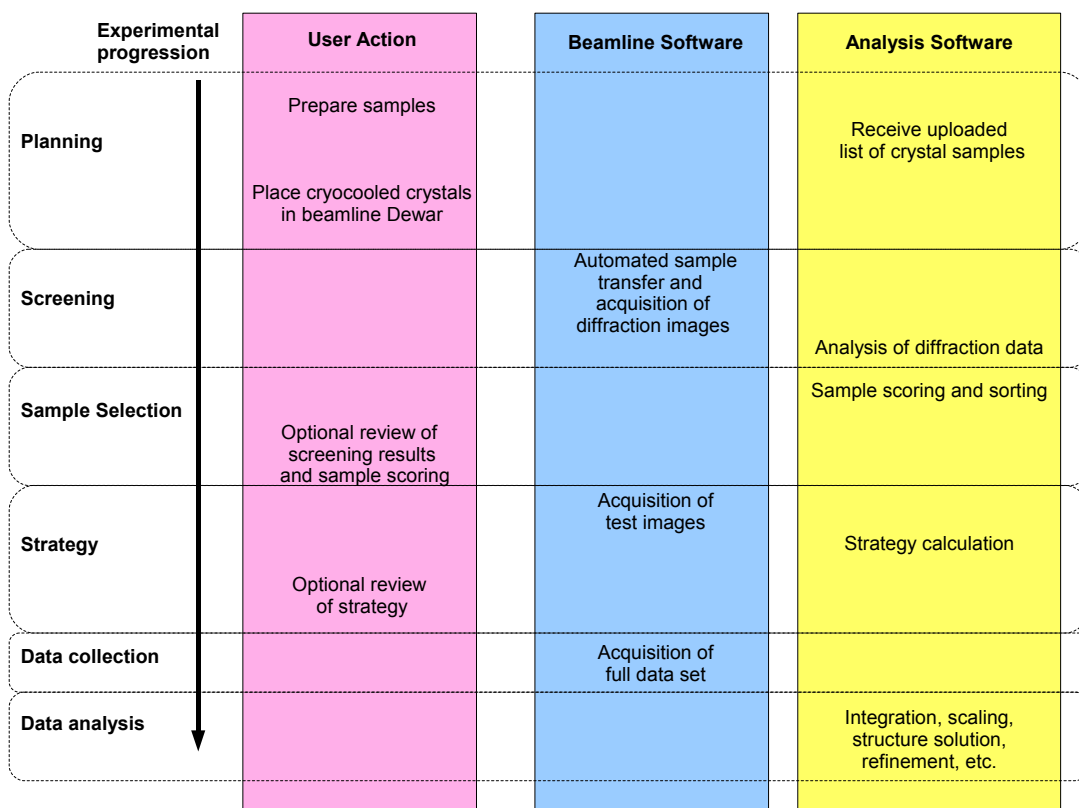 Experimental
progression
User Action
Beamline Software
Analysis Software
Planning
Prepare samples
Receive uploaded
list of crystal samples
Place cryocooled crystals
in beamline Dewar
Screening
Automated sample
transfer and
acquisition of
diffraction images
Analysis of diffraction data
Sample Selection
Sample scoring and sorting
Optional review of
screening results
and sample scoring
Strategy
Acquisition of
test images
Strategy calculation
Optional review
of strategy
Data collection
Acquisition of
full data set
Data analysis
Integration, scaling,
structure solution,
refinement, etc.